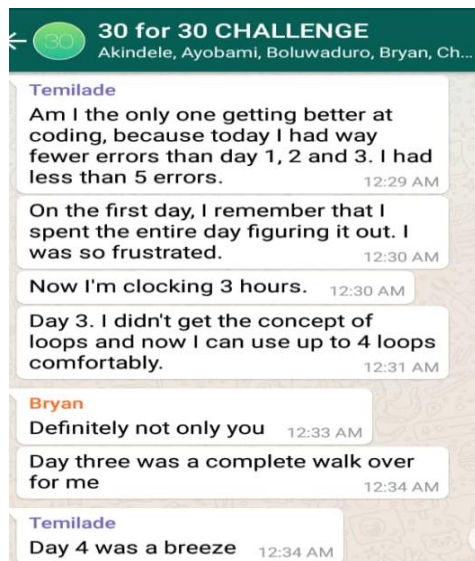 30 for 30 CHALLENGE
30
Akindele, Ayobami, Boluwaduro, Bryan, Ch...
Temilade
Am I the only one getting better at
coding, because today I had way
fewer errors than day 1, 2 and 3. I had
less than 5 errors.
12:29 AM
On the first day, I remember that I
spent the entire day figuring it out. I
was so frustrated.
12:30 AM
Now I'm clocking 3 hours.
12:30 AM
Day 3. I didn't get the concept of
loops and now I can use up to 4 loops
comfortably.
12:31 AM
Bryan
Definitely not only you
12:33 AM
Day three was a complete walk over
for me
12:34 AM
Temilade
Day 4 was a breeze
12:34 AM